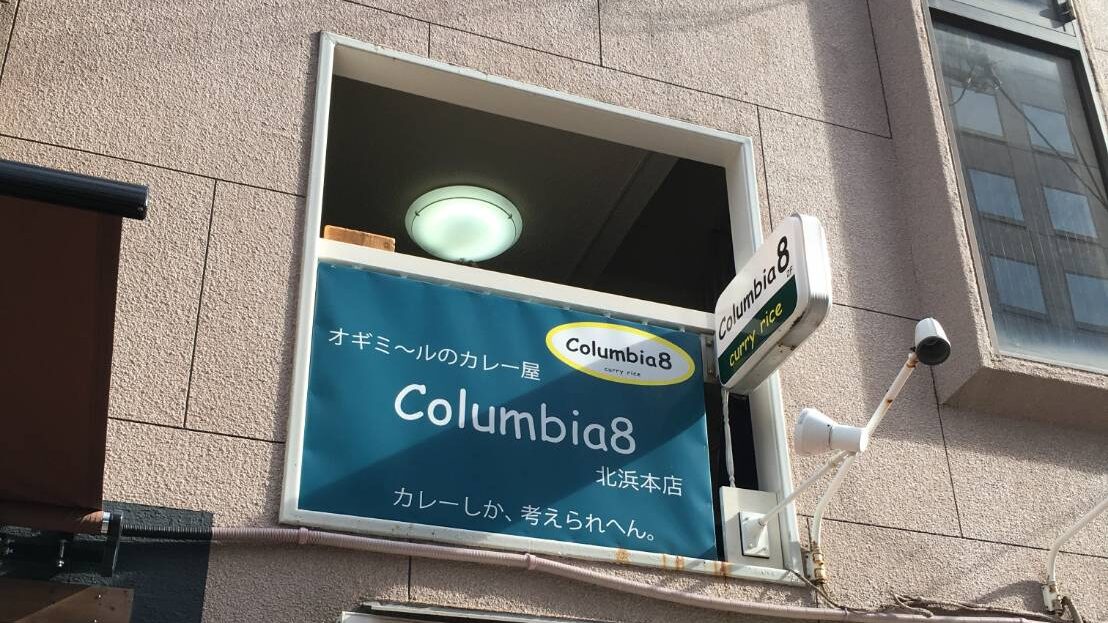 オギミ～ルのカレー屋
Columbia8
curry rice
Columbia8
北浜本店
カレーしか、考えられへん。
Columbia8
2F
curry rice